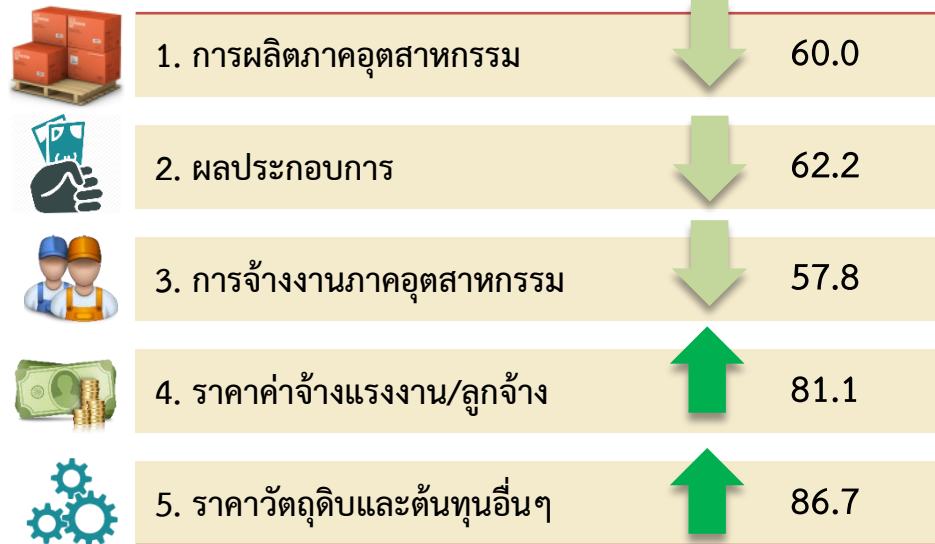 1. การผลิตภาคอุตสาหกรรม 60.0
2. ผลประกอบการ 62.2
3. การจ้างงานภาคอุตสาหกรรม 57.8
4. ราคาค่าจ้างแรงงาน/ลูกจ้าง 81.1
5. ราคาวัตถุดิบและต้นทุนอื่นๆ 86.7